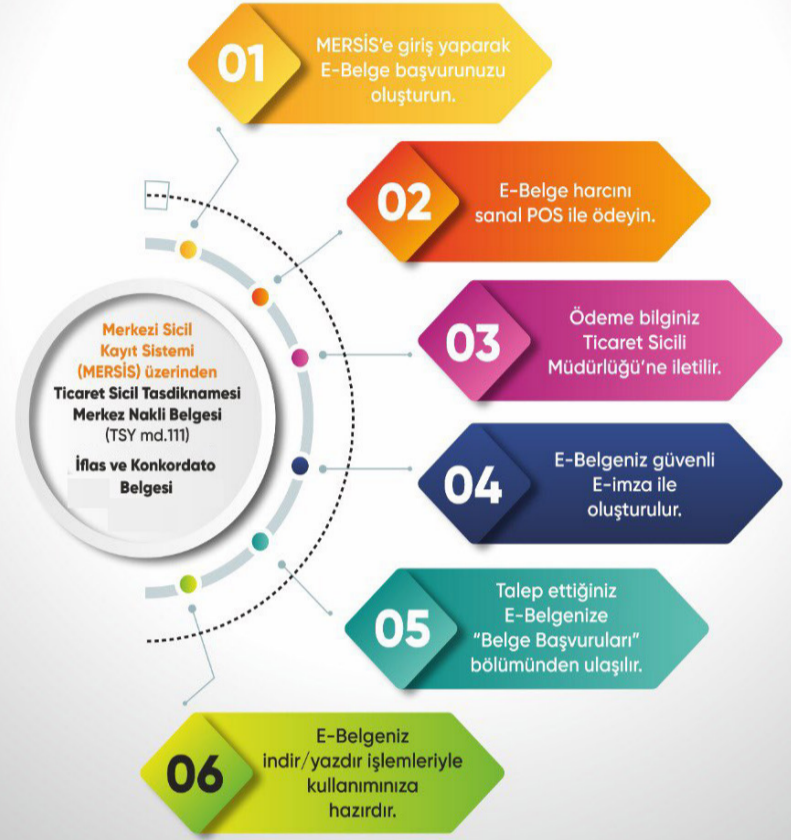 01
MERSİS'e giriş yaparak
E-Belge başvurunuzu
oluşturun.
02
E-Belge harcını
sanal POS ile ödeyin.
03
Ödeme bilginiz
Ticaret Sicili
Müdürlüğü'ne iletilir.
Merkezi Sicil
Kayıt Sistemi
(MERSİS) üzerinden
Ticaret Sicil Tasdiknamesi
Merkez Nakli Belgesi
(TSY md.111)
İflas ve Konkordato
Belgesi
04
E-Belgeniz güvenli
E-imza ile
oluşturulur.
05
Talep ettiğiniz
E-Belgenize
"Belge Başvuruları"
bölümünden ulaşılır.
06
E-Belgeniz
indir/yazdır işlemleriyle
kullanımınıza
hazırdır.